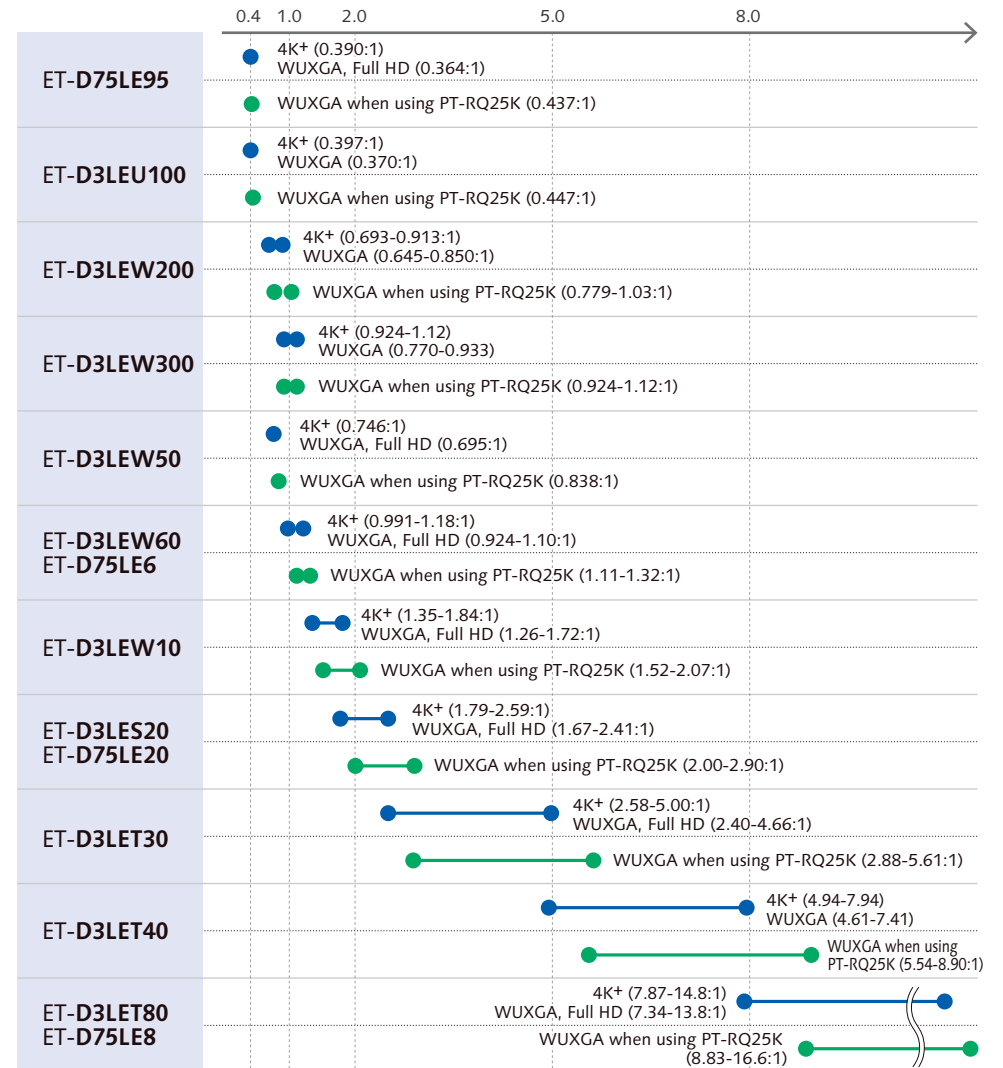 0.4 1.0 2.0 5.0 8.0
ET-D75LE95
4K+ (0.390:1)
WUXGA, Full HD (0.364:1)
WUXGA when using PT-RQ25K (0.437:1)
ET-D3LEU100
4K+ (0.397:1)
WUXGA (0.370:1)
WUXGA when using PT-RQ25K (0.447:1)
ET-D3LEW200
4K+ (0.693-0.913:1)
WUXGA (0.645-0.850:1)
WUXGA when using PT-RQ25K (0.779-1.03:1)
ET-D3LEW300
4K+ (0.924-1.12)
WUXGA (0.770-0.933)
WUXGA when using PT-RQ25K (0.924-1.12:1)
ET-D3LEW50
4K+ (0.746:1)
WUXGA, Full HD (0.695:1)
WUXGA when using PT-RQ25K (0.838:1)
ET-D3LEW60
ET-D75LE6
4K+ (0.991-1.18:1)
WUXGA, Full HD (0.924-1.10:1)
WUXGA when using PT-RQ25K (1.11-1.32:1)
ET-D3LEW10
4K+ (1.35-1.84:1)
WUXGA, Full HD (1.26-1.72:1)
WUXGA when using PT-RQ25K (1.52-2.07:1)
ET-D3LES20
ET-D75LE20
4K+ (1.79-2.59:1)
WUXGA, Full HD (1.67-2.41:1)
WUXGA when using PT-RQ25K (2.00-2.90:1)
ET-D3LET30
4K+ (2.58-5.00:1)
WUXGA, Full HD (2.40-4.66:1)
WUXGA when using PT-RQ25K (2.88-5.61:1)
ET-D3LET40
4K+ (4.94-7.94)
WUXGA (4.61-7.41)
WUXGA when using
PT-RQ25K (5.54-8.90:1)
ET-D3LET80
ET-D75LE8
4K+ (7.87-14.8:1)
WUXGA, Full HD (7.34-13.8:1)
WUXGA when using PT-RQ25K
(8.83-16.6:1)